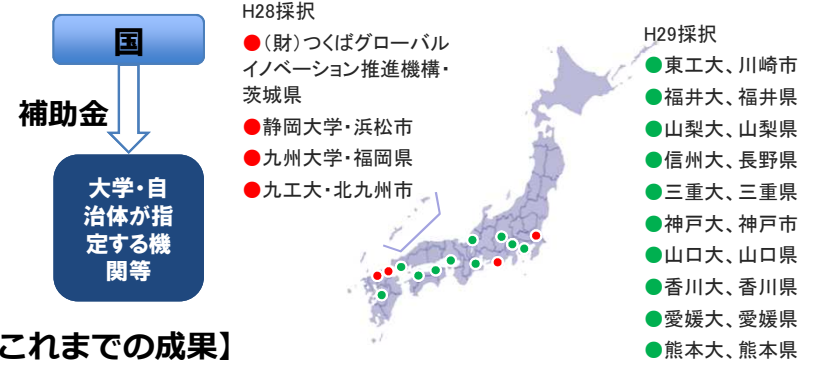 国
補助金
大学・自
治体が指
定する機
関等
これまでの成果】
H28採択
●（財）つくばグローバル
イノベーション推進機構・
茨城県
●静岡大学・浜松市
●九州大学・福岡県
●九工大・北九州市
H29採択
●東工大、川崎市
●福井大、福井県
●山梨大、山梨県
●信州大、長野県
●三重大、三重県
●神戸大、神戸市
●山口大、山口県
●香川大、香川県
●愛媛大、愛媛県
●熊本大、熊本県